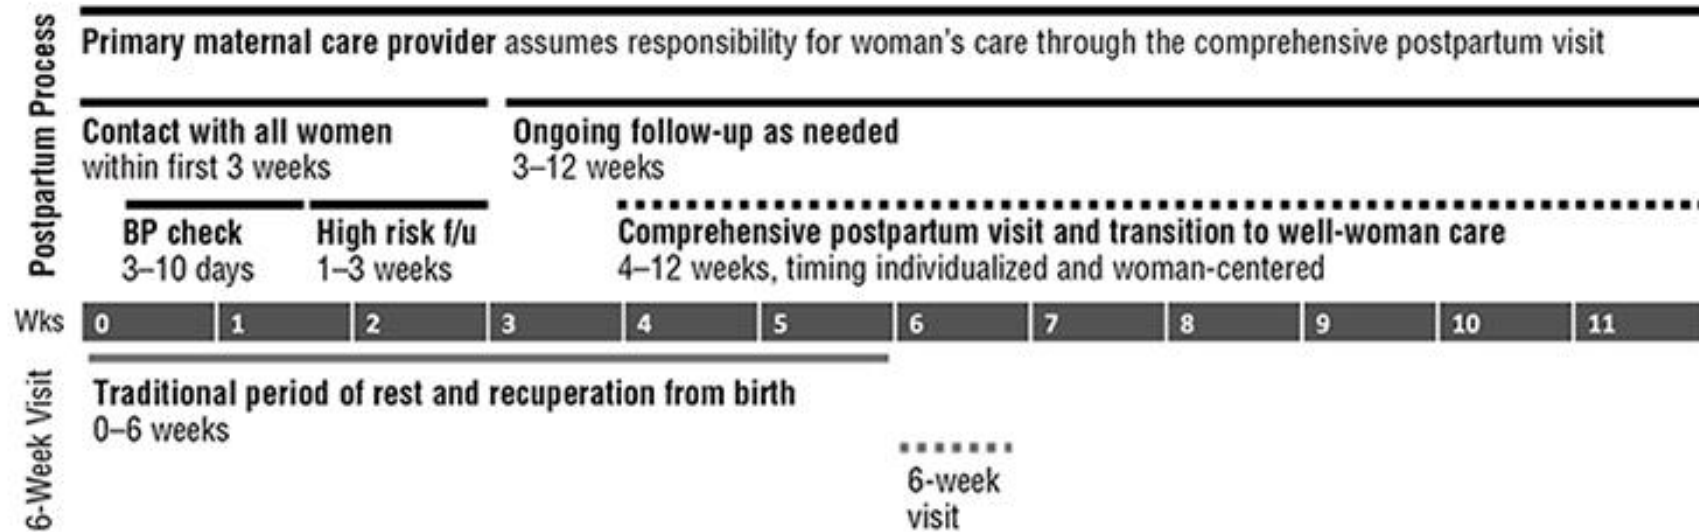 Postpartum Process
Primary maternal care provider assumes responsibility for woman's care through the comprehensive postpartum visit
Contact with all women
within first 3 weeks
Ongoing follow-up as needed
3–12 weeks
BP check
3–10 days
High risk f/u
1–3 weeks
Comprehensive postpartum visit and transition to well-woman care
4–12 weeks, timing individualized and woman-centered
Wks 0 1 2 3 4 5 6 7 8 9 10 11
6-Week Visit
Traditional period of rest and recuperation from birth
0–6 weeks
6-week
visit